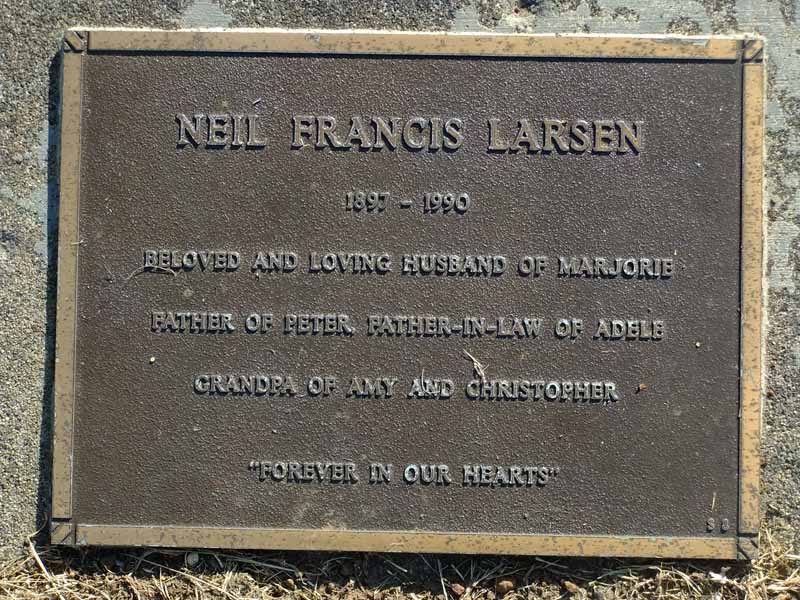 NEIL FRANCIS LARSEN
1897 - 1990
BELOVED AND LOVING HUSBAND OF MARJORIE
FATHER OF PETER, FATHER-IN-LAW OF ADELE
GRANDPA OF AMY AND CHRISTOPHER
"FOREVER IN OUR HEARTS"